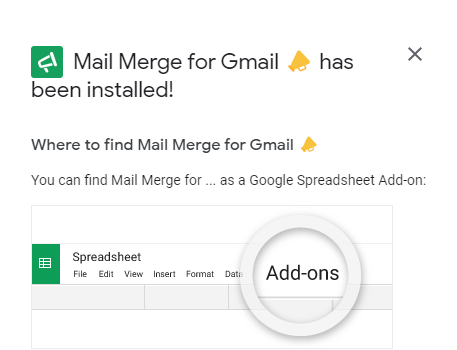 Mail Merge for Gmail 📣 has
been installed!
Where to find Mail Merge for Gmail 📣
You can find Mail Merge for ... as a Google Spreadsheet Add-on:
Spreadsheet
File Edit View Insert Format Data
Add-ons